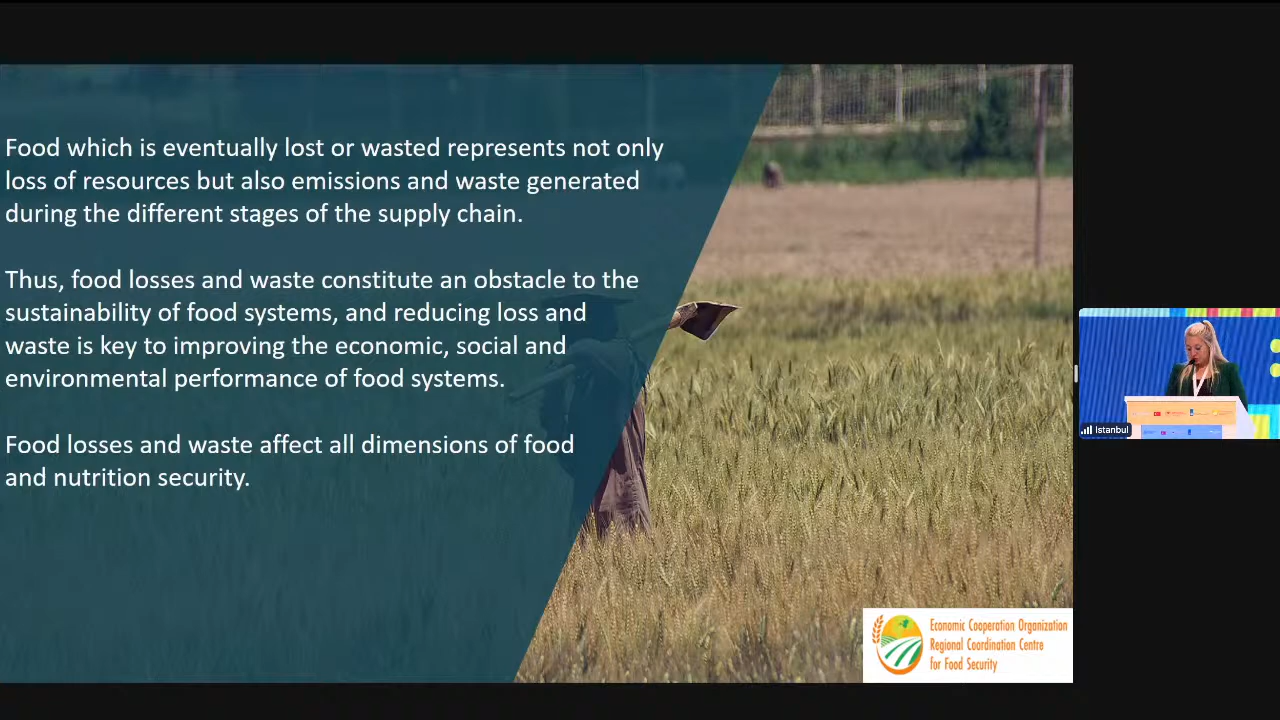 Food which is eventually lost or wasted represents not only
loss of resources but also emissions and waste generated
during the different stages of the supply chain.
Thus, food losses and waste constitute an obstacle to the
sustainability of food systems, and reducing loss and
waste is key to improving the economic, social and
environmental performance of food systems.
Food losses and waste affect all dimensions of food
and nutrition security.
Economic Cooperation Organization
Regional Coordination Centre
for Food Security
Istanbul